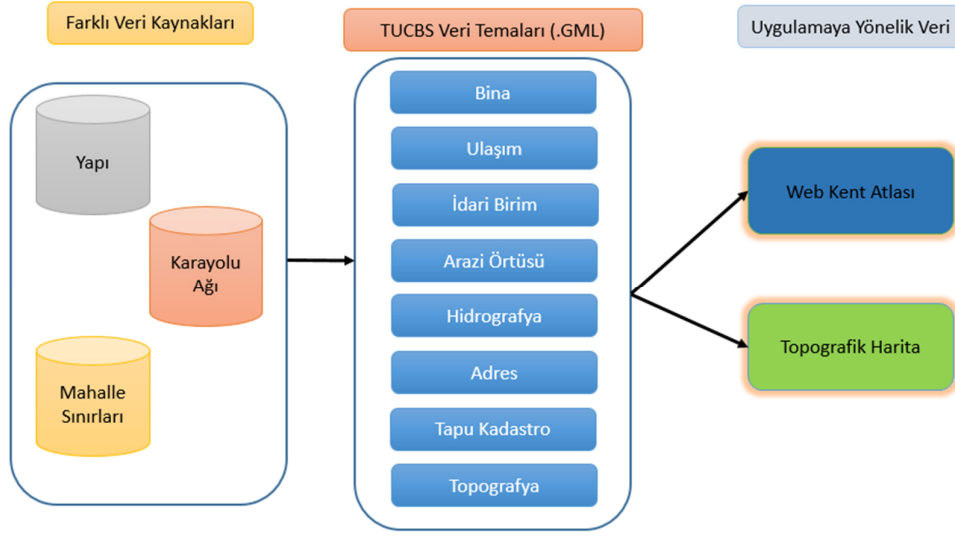 Farklı Veri Kaynakları
Yapı
Karayolu
Ağı
Mahalle
Sınırları
TUCBS Veri Temaları (.GML)
Bina
Ulaşım
İdari Birim
Arazi Örtüsü
Hidrografya
Adres
Tapu Kadastro
Topografya
Uygulamaya Yönelik Veri
Web Kent Atlası
Topografik Harita